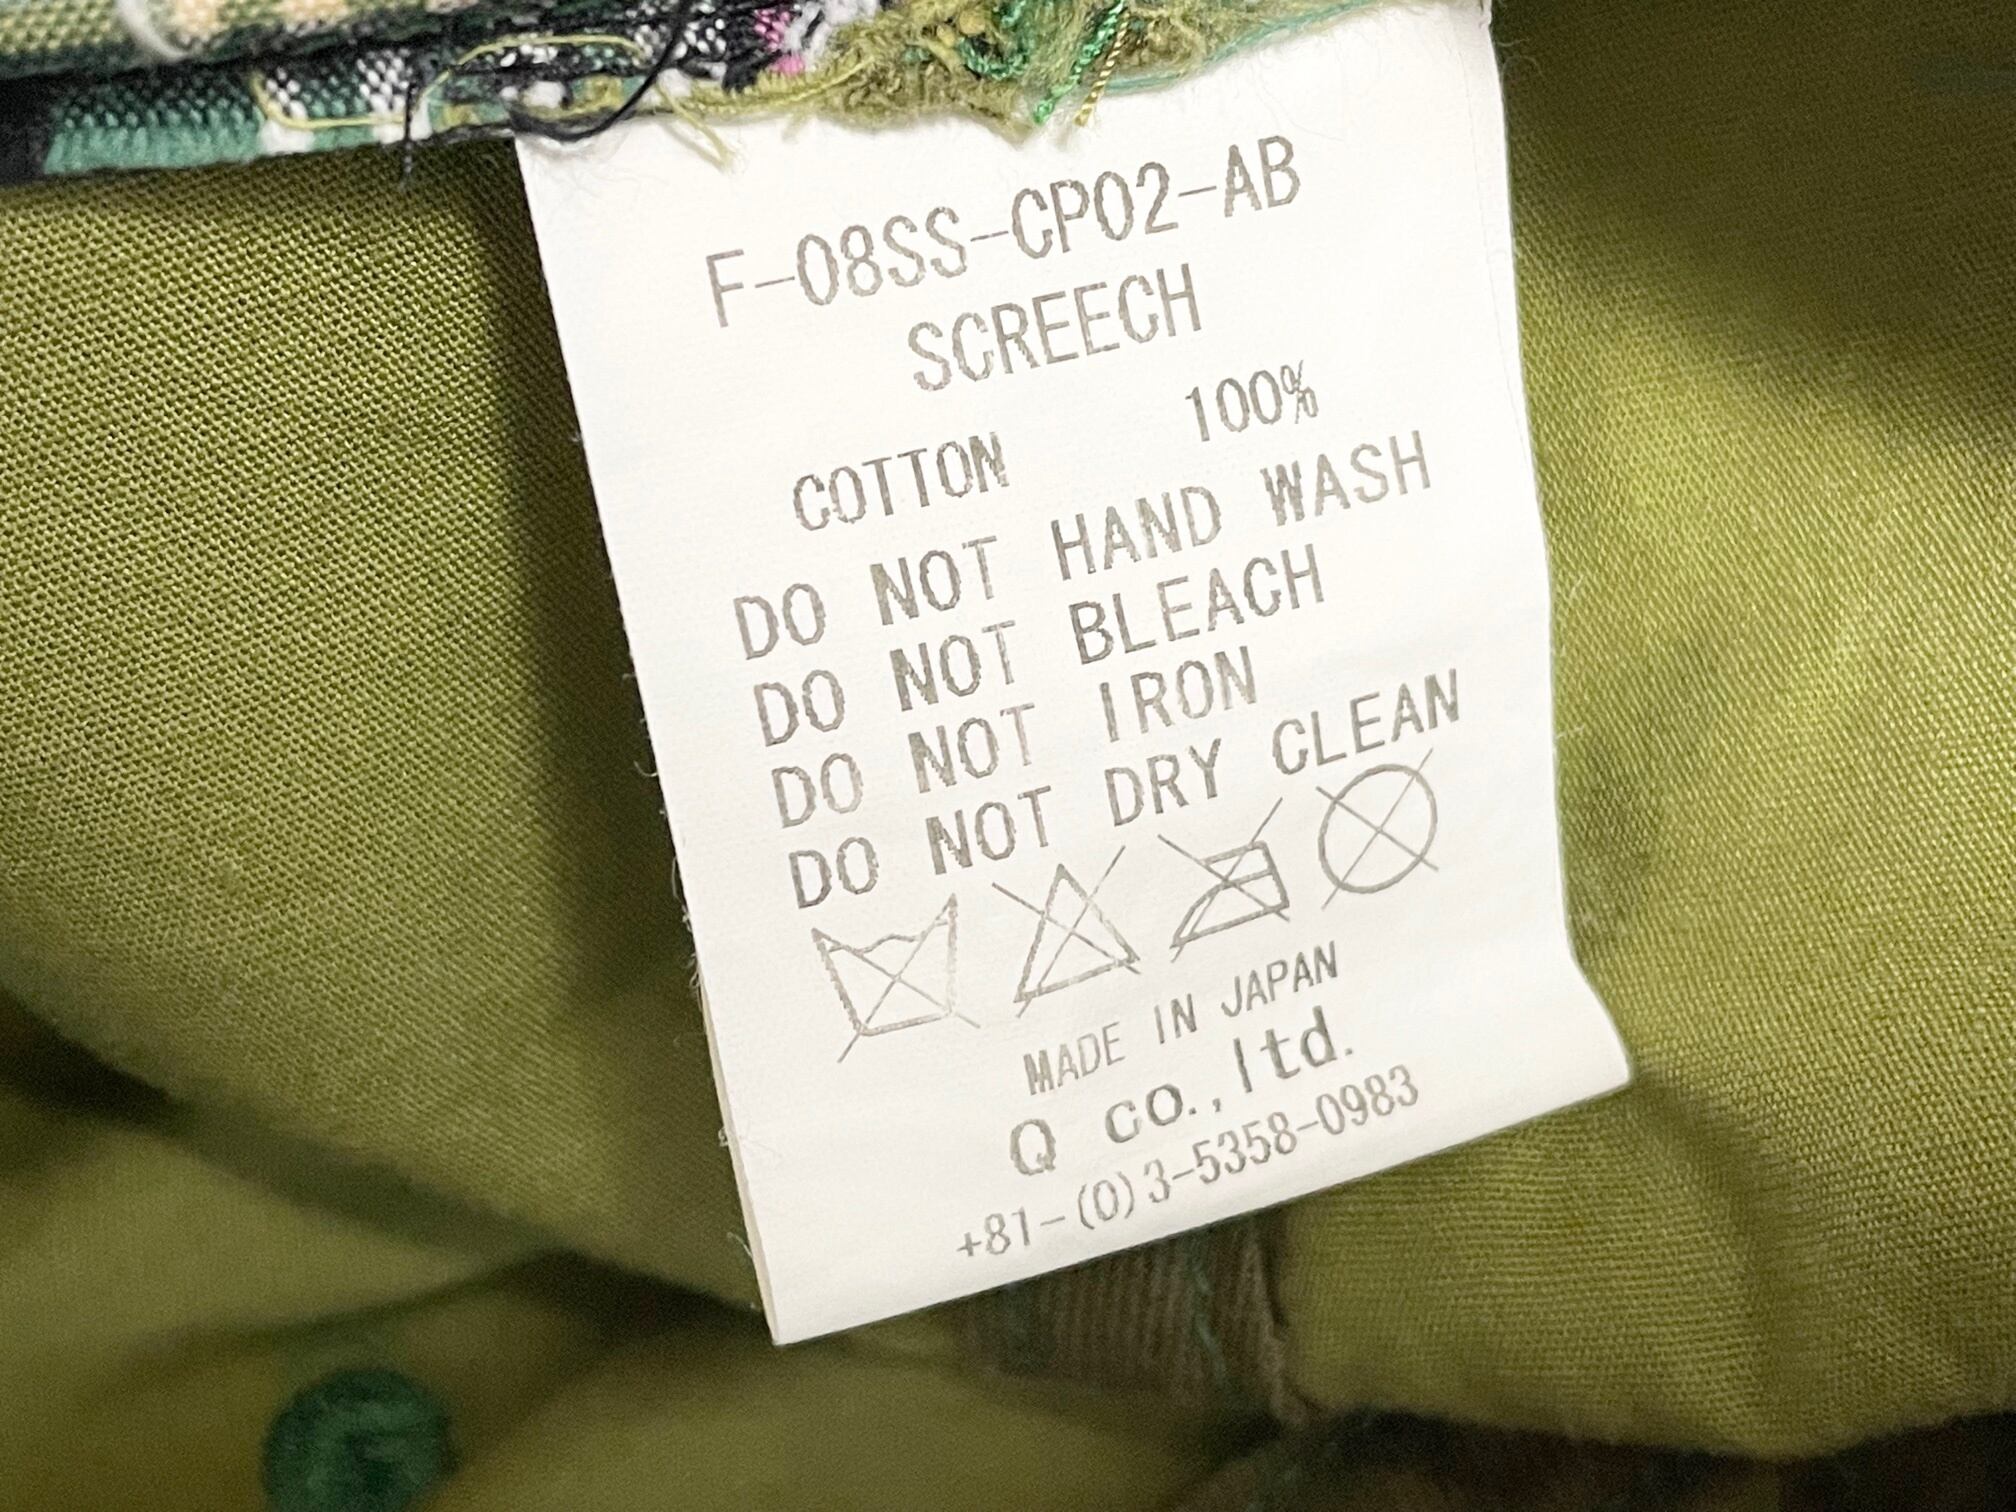 F-08SS-CP02-AB
SCREECH
COTTON 100%
DO NOT HAND WASH
DO NOT BLEACH
DO NOT IRON
DO NOT DRY CLEAN
MADE IN JAPAN
Q co.,ltd.
+81-(0)3-5358-0983